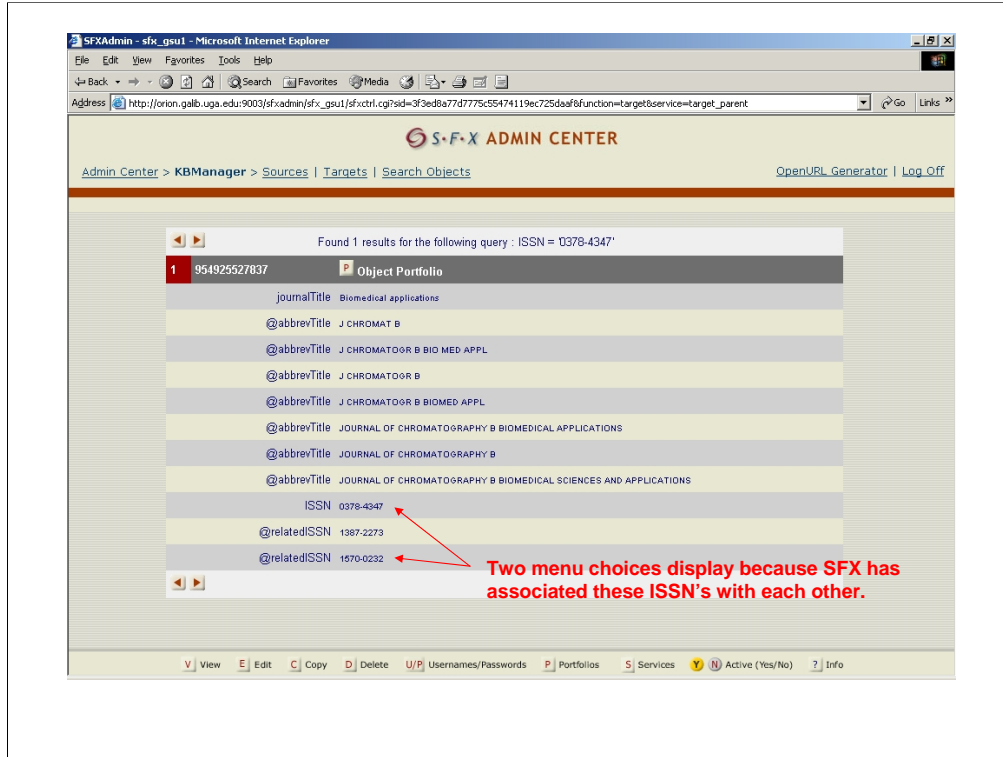 SFXAdmin - sfx_gsu1 - Microsoft Internet Explorer
File Edit View Favorites Tools Help
Back Search Favorites Media
Address http://orion.galib.uga.edu:9003/sfxadmin/sfx_gsu1/sfxctrl.cgi?sid=3f3ed8a77d7775c55474119ec725daaf8&function=target&service=target_parent Go Links »
S·F·X ADMIN CENTER
Admin Center > KBManager > Sources | Targets | Search Objects OpenURL Generator | Log Off
Found 1 results for the following query : ISSN = '0378-4347'
1 954925527837 P Object Portfolio
journalTitle Biomedical applications
@abbrevTitle J CHROMAT B
@abbrevTitle J CHROMATOGR B BIO MED APPL
@abbrevTitle J CHROMATOGR B
@abbrevTitle J CHROMATOGR B BIOMED APPL
@abbrevTitle JOURNAL OF CHROMATOGRAPHY B BIOMEDICAL APPLICATIONS
@abbrevTitle JOURNAL OF CHROMATOGRAPHY B
@abbrevTitle JOURNAL OF CHROMATOGRAPHY B BIOMEDICAL SCIENCES AND APPLICATIONS
ISSN 0378-4347
@relatedISSN 1387-2273
@relatedISSN 1570-0232
Two menu choices display because SFX has
associated these ISSN's with each other.
V View E Edit C Copy D Delete U/P Usernames/Passwords P Portfolios S Services Y N Active (Yes/No) ? Info